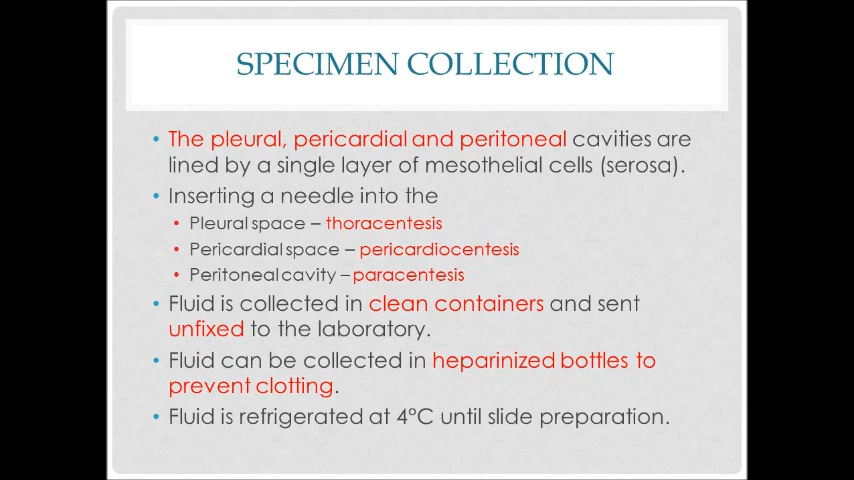 SPECIMEN COLLECTION
• The pleural, pericardial and peritoneal cavities are
lined by a single layer of mesothelial cells (serosa).
• Inserting a needle into the
• Pleural space – thoracentesis
• Pericardial space – pericardiocentesis
• Peritoneal cavity – paracentesis
• Fluid is collected in clean containers and sent
unfixed to the laboratory.
• Fluid can be collected in heparinized bottles to
prevent clotting.
• Fluid is refrigerated at 4°C until slide preparation.